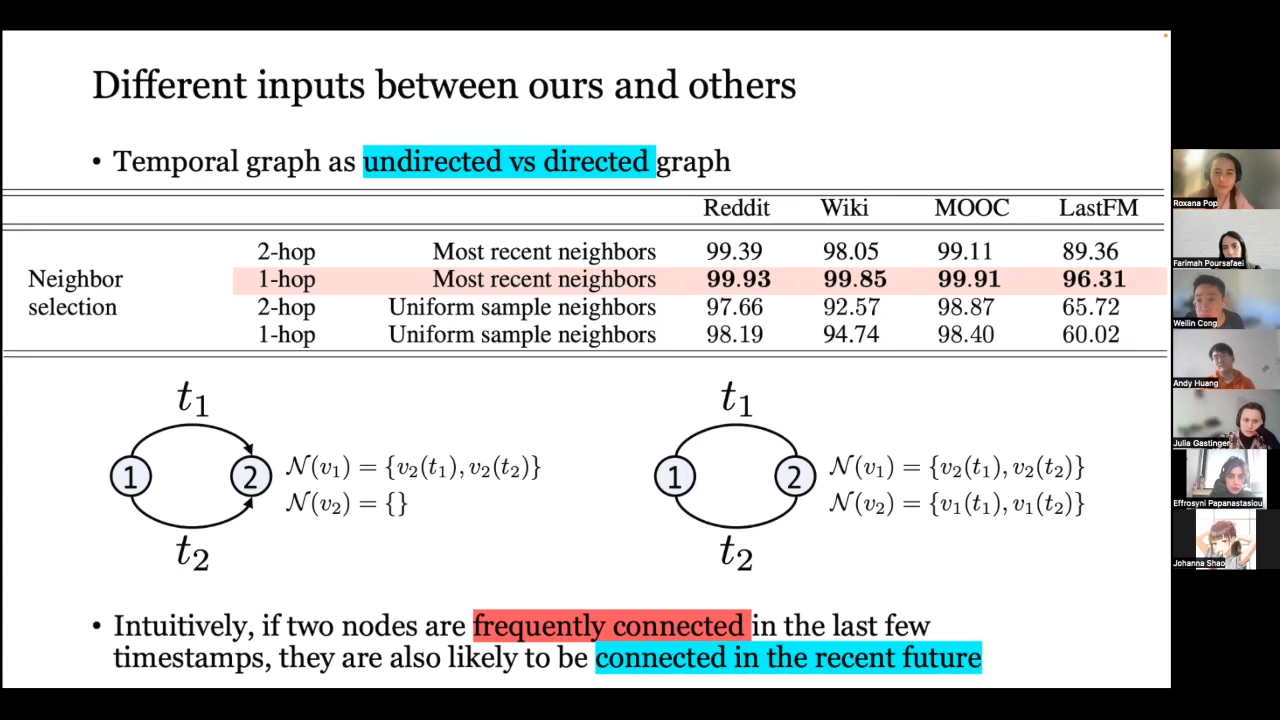 Different inputs between ours and others
• Temporal graph as undirected vs directed graph
Reddit Wiki MOOC LastFM
Neighbor selection
2-hop Most recent neighbors 99.39 98.05 99.11 89.36
1-hop Most recent neighbors 99.93 99.85 99.91 96.31
2-hop Uniform sample neighbors 97.66 92.57 98.87 65.72
1-hop Uniform sample neighbors 98.19 94.74 98.40 60.02
t₁
1 2
𝒩(v₁) = {v₂(t₁), v₂(t₂)}
𝒩(v₂) = {}
t₂
t₁
1 2
𝒩(v₁) = {v₂(t₁), v₂(t₂)}
𝒩(v₂) = {v₁(t₁), v₁(t₂)}
t₂
• Intuitively, if two nodes are frequently connected in the last few
timestamps, they are also likely to be connected in the recent future
Roxana Pop
Farimah Poursafaei
Weilin Cong
Andy Huang
Julia Gastinger
Effrosyni Papanastasiou
Johanna Shao